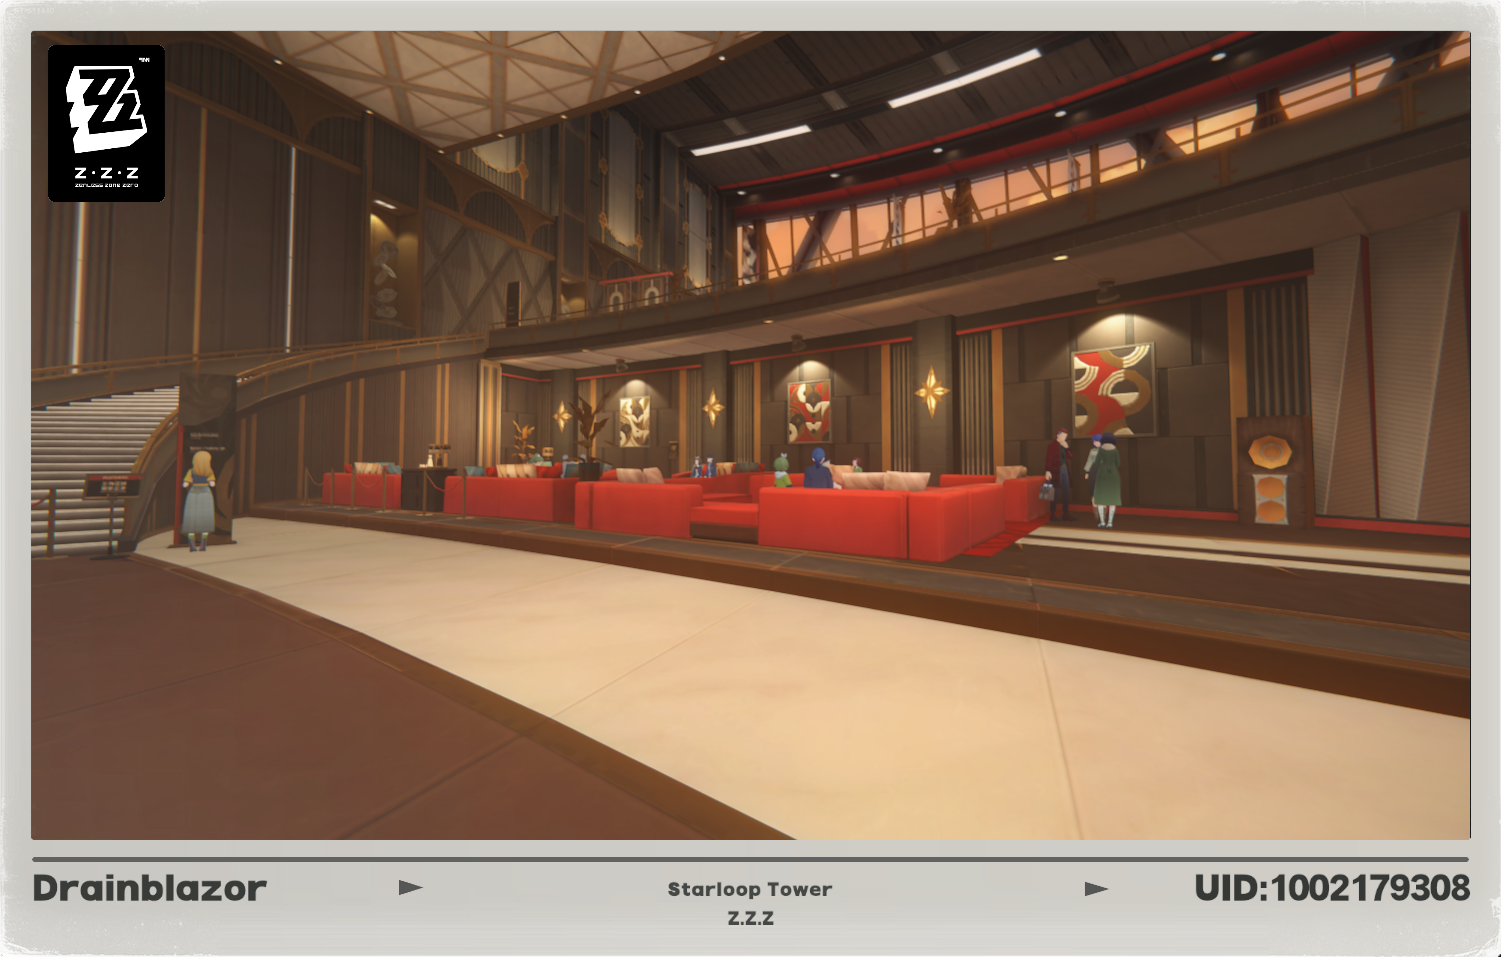 Z·Z·Z
ZENLESS ZONE ZERO
Drainblazor
Starloop Tower
Z.Z.Z
UID:1002179308